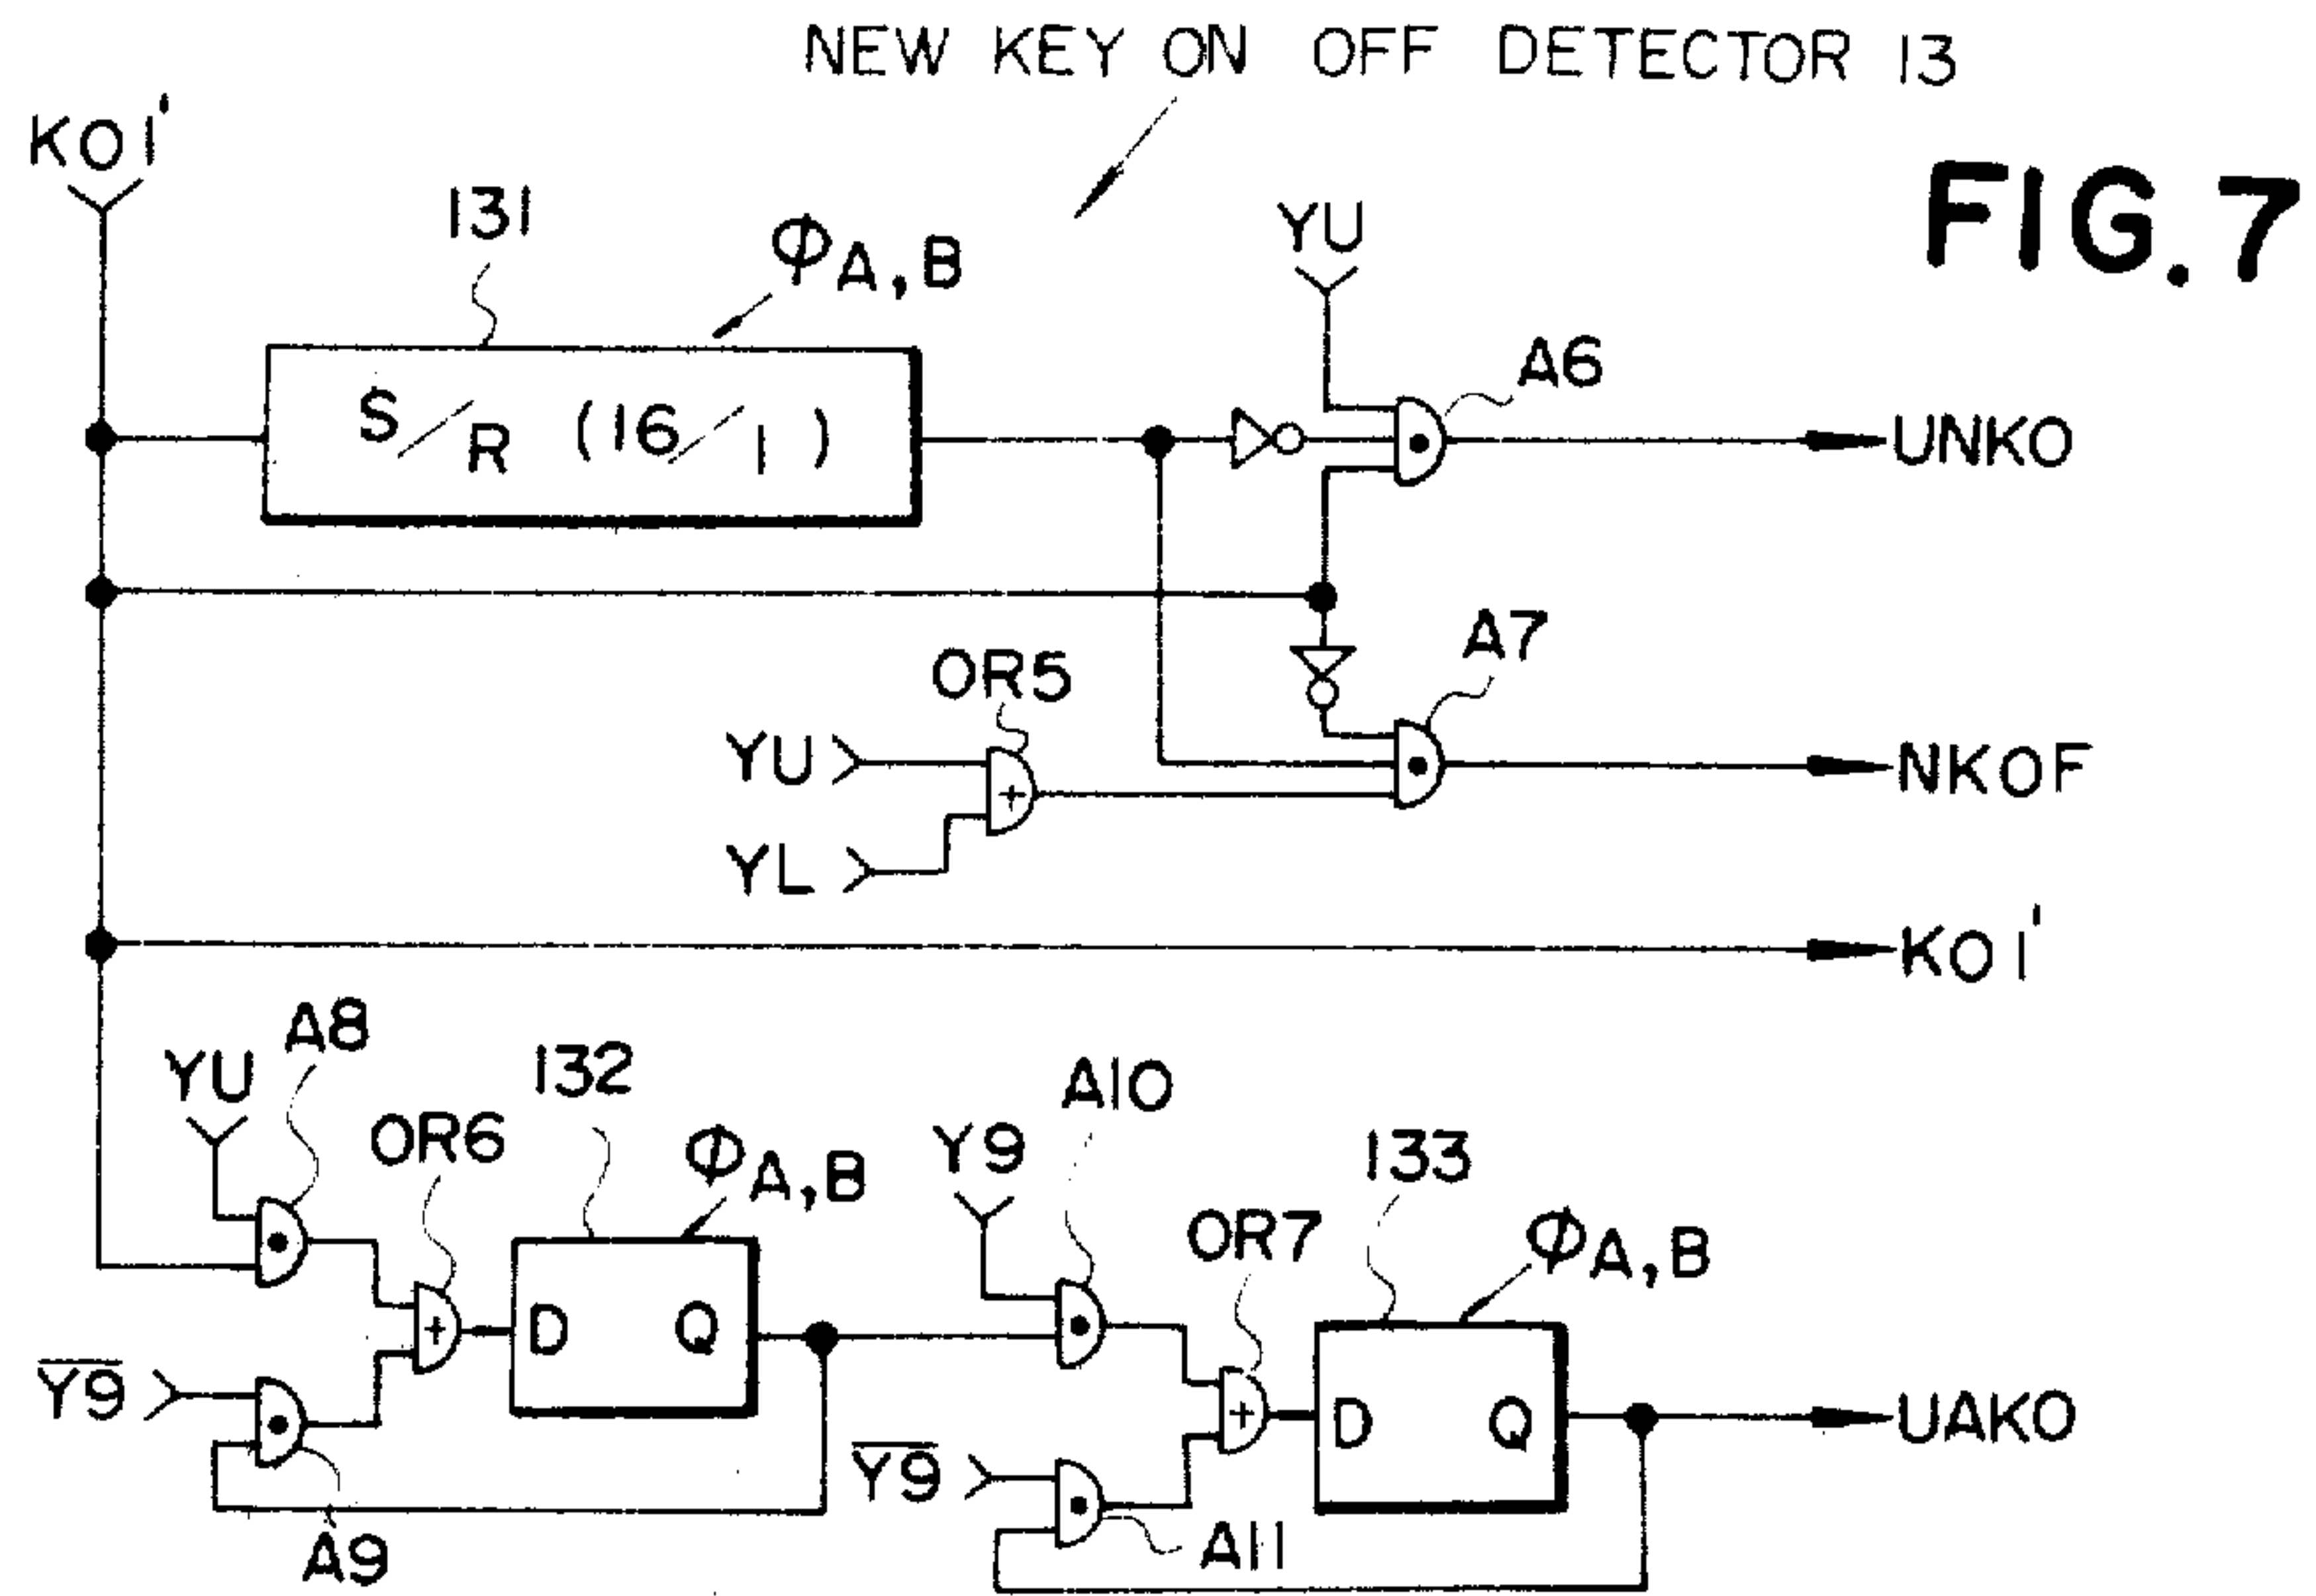 NEW KEY ON OFF DETECTOR 13
KO1'
FIG.7
131
φA,B
YU
S/R (16/1)
A6
UNKO
A7
OR5
YU
NKOF
YL
KO1'
A8
YU
132
A10
OR6
φA,B
Y9
133
OR7
φA,B
D Q
Y9
D Q
UAKO
Y9
A11
A9